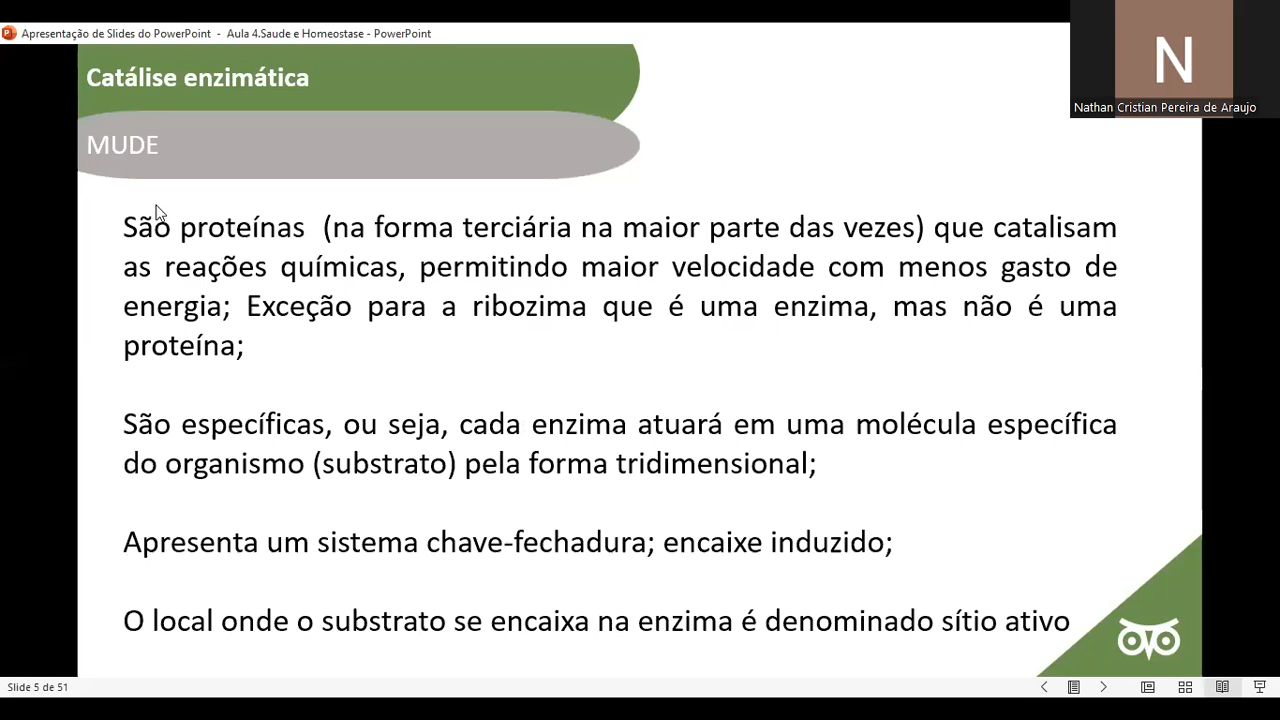 Apresentação de Slides do PowerPoint - Aula 4.Saude e Homeostase - PowerPoint
N
Nathan Cristian Pereira de Araujo
Catálise enzimática
MUDE
São proteínas (na forma terciária na maior parte das vezes) que catalisam
as reações químicas, permitindo maior velocidade com menos gasto de
energia; Exceção para a ribozima que é uma enzima, mas não é uma
proteína;
São específicas, ou seja, cada enzima atuará em uma molécula específica
do organismo (substrato) pela forma tridimensional;
Apresenta um sistema chave-fechadura; encaixe induzido;
O local onde o substrato se encaixa na enzima é denominado sítio ativo
Slide 5 de 51